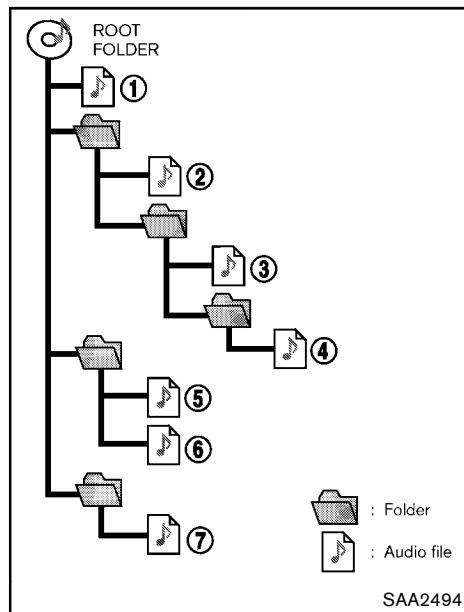 ROOT
FOLDER
①
②
③
④
⑤
⑥
⑦
: Folder
: Audio file
SAA2494